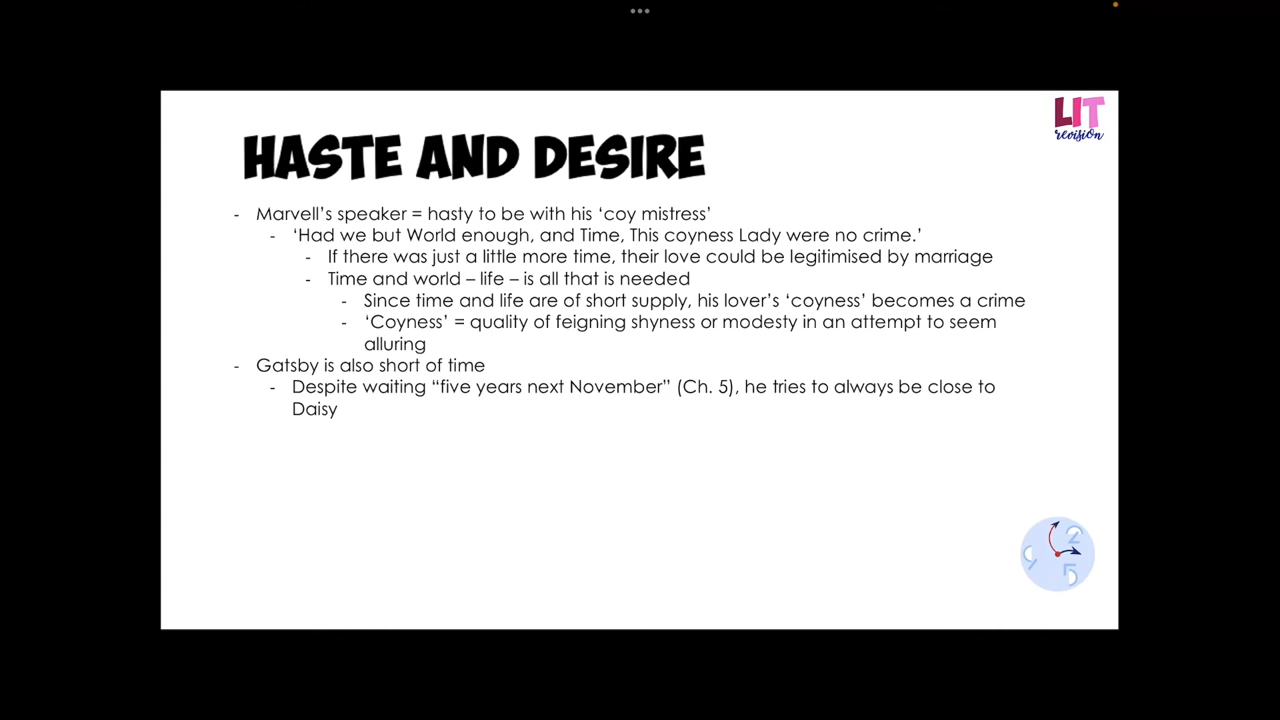 LIT
revision
HASTE AND DESIRE
- Marvell’s speaker = hasty to be with his ‘coy mistress’
- ‘Had we but World enough, and Time, This coyness Lady were no crime.’
- If there was just a little more time, their love could be legitimised by marriage
- Time and world – life – is all that is needed
- Since time and life are of short supply, his lover’s ‘coyness’ becomes a crime
- ‘Coyness’ = quality of feigning shyness or modesty in an attempt to seem
alluring
- Gatsby is also short of time
- Despite waiting “five years next November” (Ch. 5), he tries to always be close to
Daisy